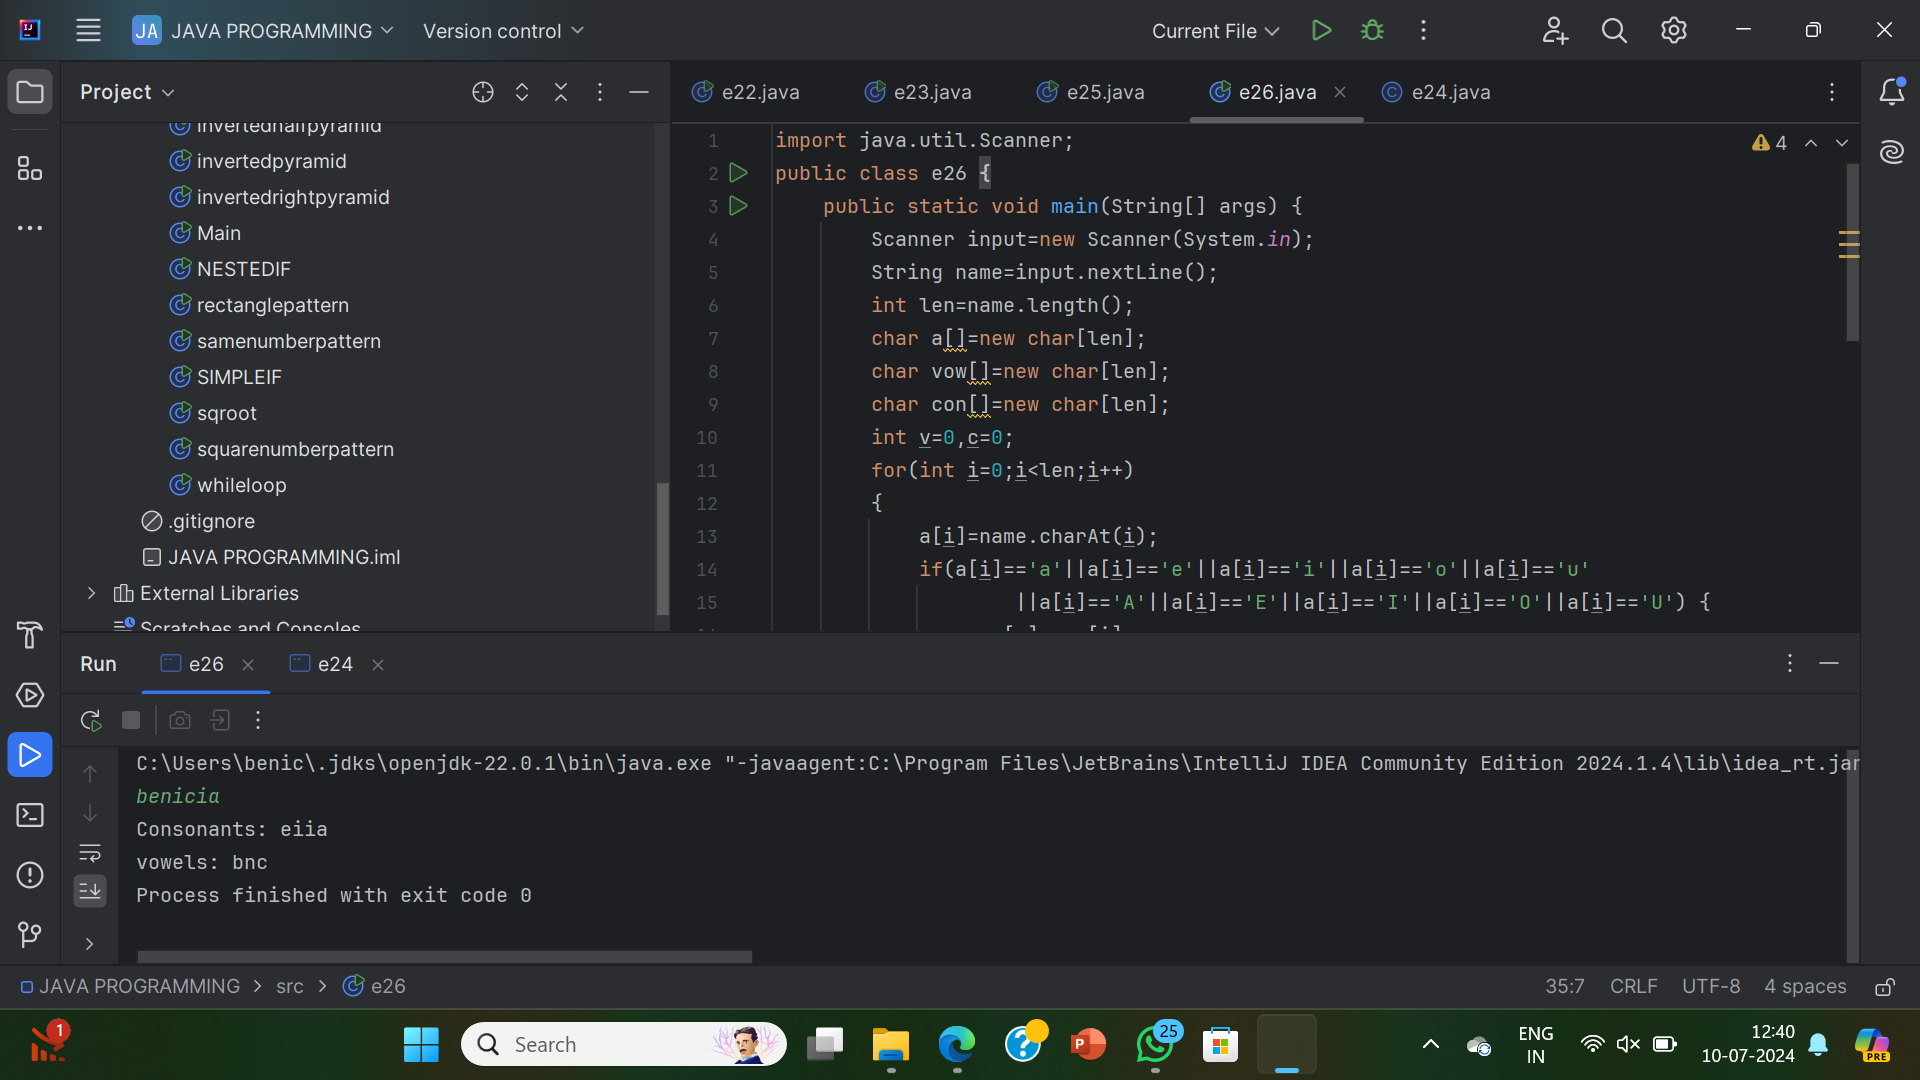 JA JAVA PROGRAMMING Version control Current File
Project
invertedhalfpyramid
invertedpyramid
invertedrightpyramid
Main
NESTEDIF
rectanglepattern
samenumberpattern
SIMPLEIF
sqroot
squarenumberpattern
whileloop
.gitignore
JAVA PROGRAMMING.iml
External Libraries
Scratches and Consoles
e22.java e23.java e25.java e26.java e24.java
4
1 import java.util.Scanner;
2 public class e26 {
3 public static void main(String[] args) {
4 Scanner input=new Scanner(System.in);
5 String name=input.nextLine();
6 int len=name.length();
7 char a[]=new char[len];
8 char vow[]=new char[len];
9 char con[]=new char[len];
10 int v=0,c=0;
11 for(int i=0;i<len;i++)
12 {
13 a[i]=name.charAt(i);
14 if(a[i]=='a'||a[i]=='e'||a[i]=='i'||a[i]=='o'||a[i]=='u'
15 ||a[i]=='A'||a[i]=='E'||a[i]=='I'||a[i]=='O'||a[i]=='U') {
Run e26 e24
C:\Users\benic\.jdks\openjdk-22.0.1\bin\java.exe "-javaagent:C:\Program Files\JetBrains\IntelliJ IDEA Community Edition 2024.1.4\lib\idea_rt.jar
benicia
Consonants: eiia
vowels: bnc
Process finished with exit code 0
JAVA PROGRAMMING > src > e26
35:7 CRLF UTF-8 4 spaces
1
Search
P
25
ENG
IN
12:40
10-07-2024
PRE